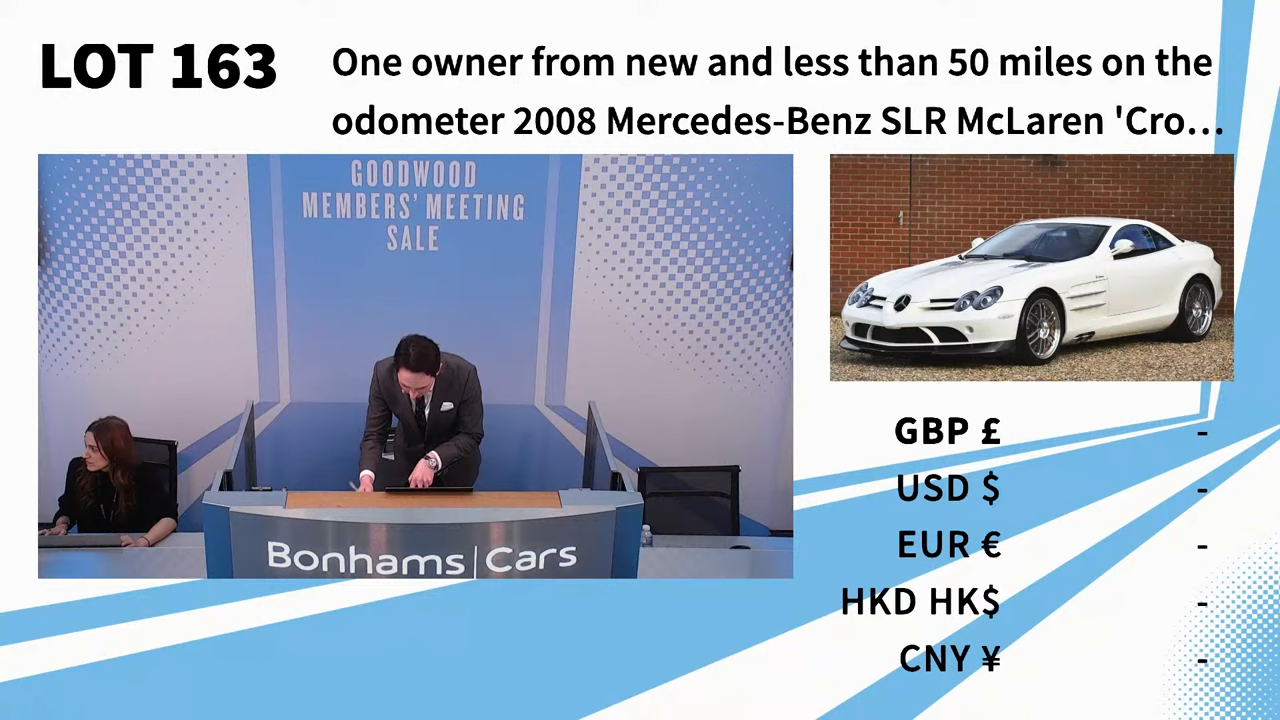 LOT 163
One owner from new and less than 50 miles on the
odometer 2008 Mercedes-Benz SLR McLaren 'Cro...
GOODWOOD
MEMBERS' MEETING
SALE
Bonhams|Cars
GBP £ -
USD $ -
EUR € -
HKD HK$ -
CNY ¥ -